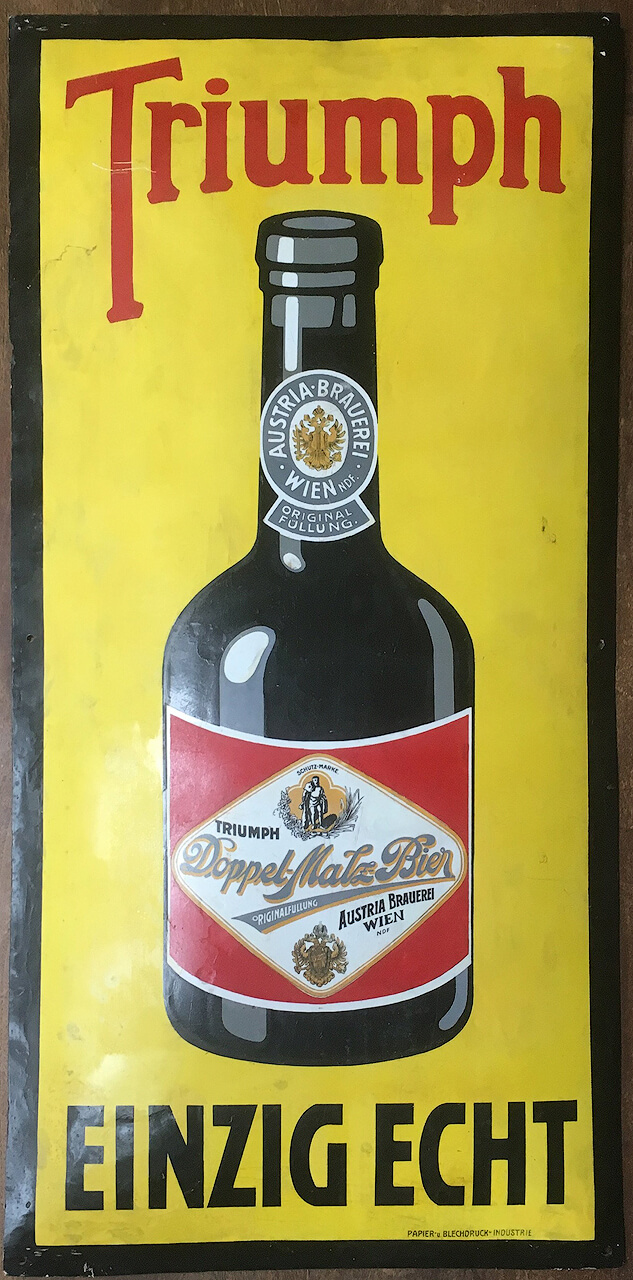 Triumph
AUSTRIA·BRAUEREI
· WIEN NDF. ·
ORIGINAL
FÜLLUNG.
SCHUTZ-MARKE
TRIUMPH
Doppel-Malz-Bier
ORIGINALFÜLLUNG
AUSTRIA BRAUEREI
WIEN
NDF
EINZIG ECHT
PAPIER-u. BLECHDRUCK-INDUSTRIE